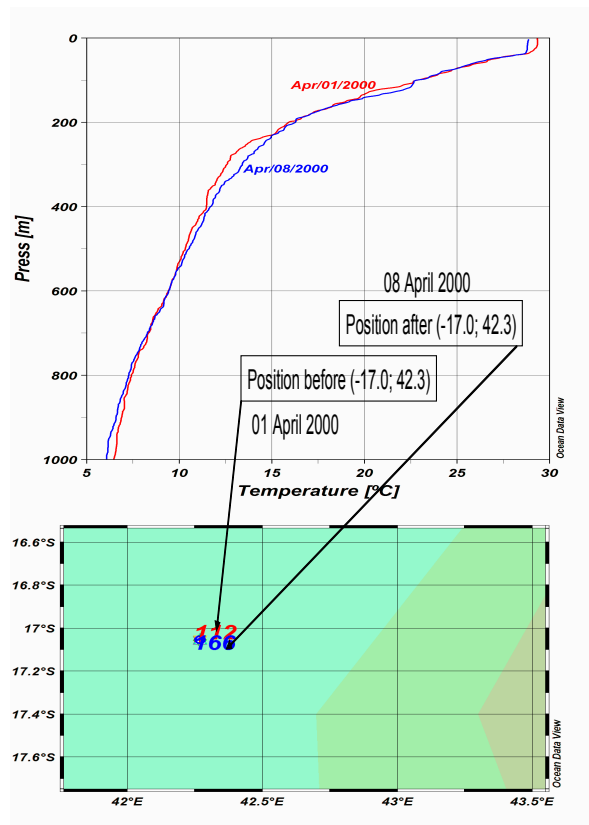 0
200
400
600
800
1000
Press [m]
Apr/01/2000
Apr/08/2000
08 April 2000
Position after (-17.0; 42.3)
Position before (-17.0; 42.3)
01 April 2000
Ocean Data View
5 10 15 20 25 30
Temperature [ºC]
16.6°S
16.8°S
17°S
17.2°S
17.4°S
17.6°S
112
166
Ocean Data View
42°E 42.5°E 43°E 43.5°E